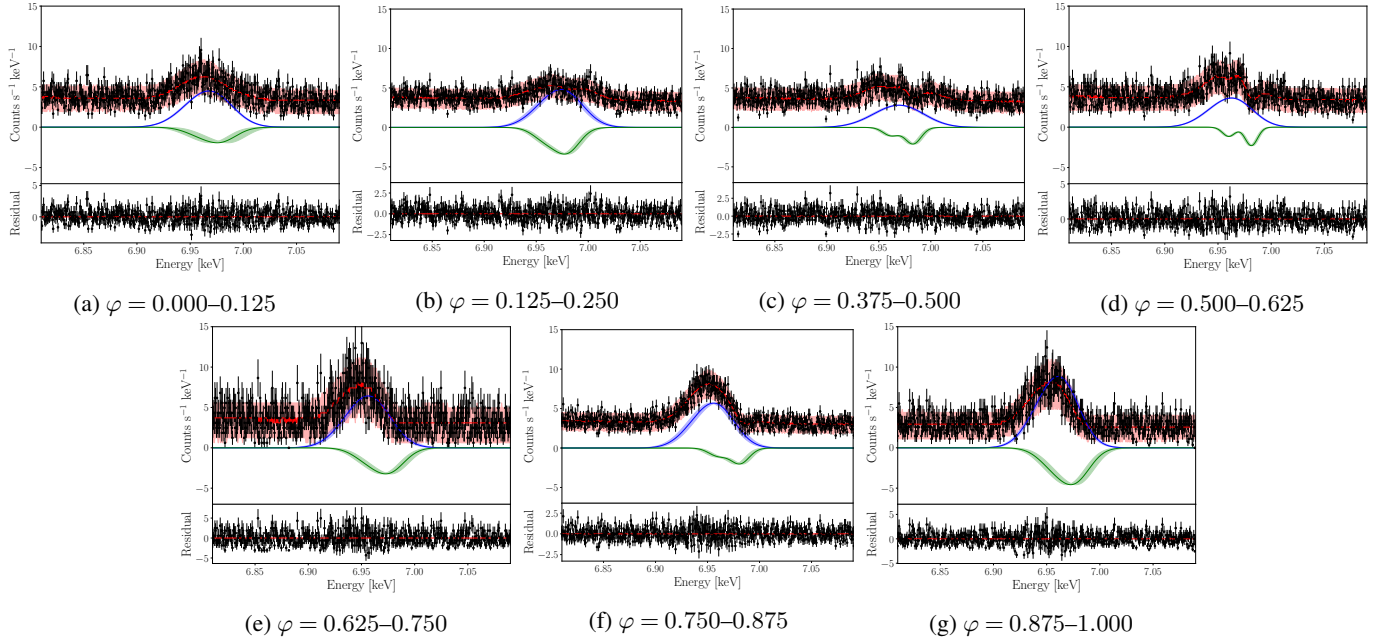 15
10
5
0
−5
Counts s⁻¹ keV⁻¹
5
0
Residual
6.85 6.90 6.95 7.00 7.05
Energy [keV]
(a) φ = 0.000–0.125
15
10
5
0
−5
Counts s⁻¹ keV⁻¹
2.5
0.0
−2.5
Residual
6.85 6.90 6.95 7.00 7.05
Energy [keV]
(b) φ = 0.125–0.250
15
10
5
0
−5
Counts s⁻¹ keV⁻¹
2.5
0.0
−2.5
Residual
6.85 6.90 6.95 7.00 7.05
Energy [keV]
(c) φ = 0.375–0.500
15
10
5
0
−5
Counts s⁻¹ keV⁻¹
5
0
Residual
6.85 6.90 6.95 7.00 7.05
Energy [keV]
(d) φ = 0.500–0.625
15
10
5
0
−5
Counts s⁻¹ keV⁻¹
5
0
−5
Residual
6.85 6.90 6.95 7.00 7.05
Energy [keV]
(e) φ = 0.625–0.750
15
10
5
0
−5
Counts s⁻¹ keV⁻¹
2.5
0.0
−2.5
Residual
6.85 6.90 6.95 7.00 7.05
Energy [keV]
(f) φ = 0.750–0.875
15
10
5
0
−5
Counts s⁻¹ keV⁻¹
5
0
−5
Residual
6.85 6.90 6.95 7.00 7.05
Energy [keV]
(g) φ = 0.875–1.000